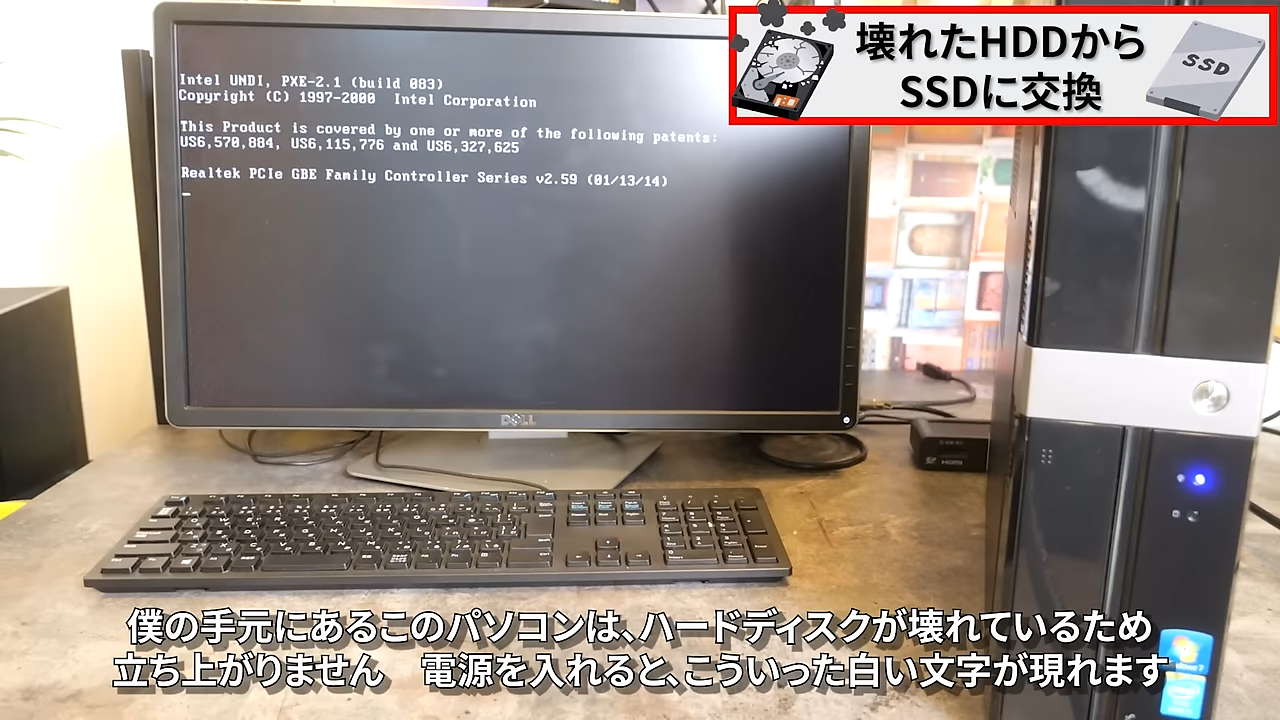 壊れたHDDから
SSDに交換
SSD
Intel UNDI, PXE-2.1 (build 083)
Copyright (C) 1997-2000  Intel Corporation
This Product is covered by one or more of the following patents:
US6,570,884, US6,115,776 and US6,327,625
Realtek PCIe GBE Family Controller Series v2.59 (01/13/14)
DELL
HDMI
僕の手元にあるこのパソコンは、ハードディスクが壊れているため
立ち上がりません　電源を入れると、こういった白い文字が現れます